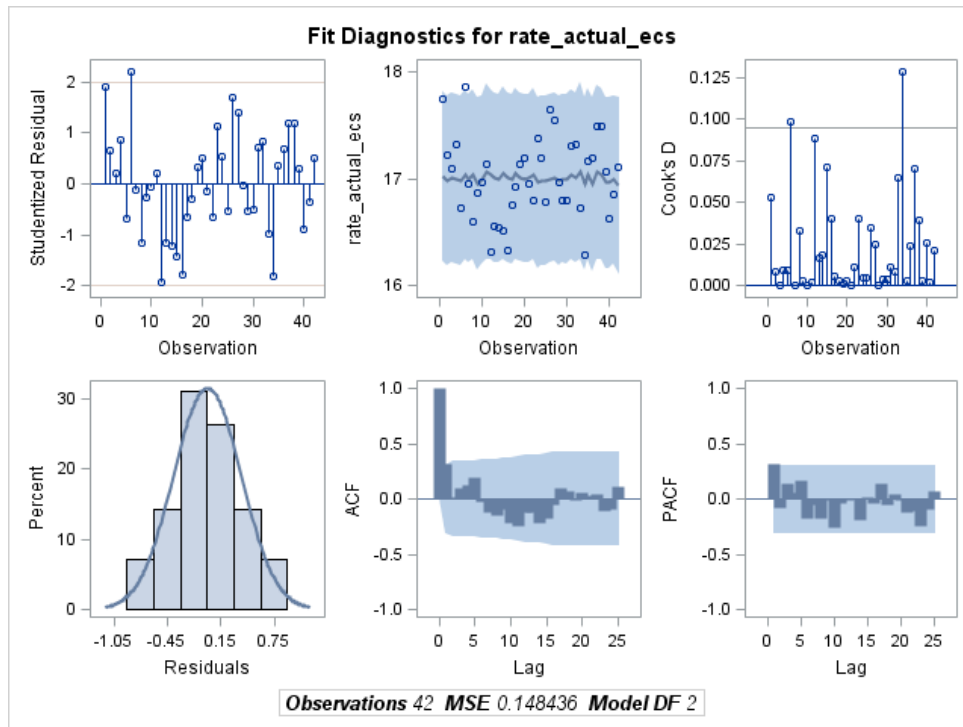 Fit Diagnostics for rate_actual_ecs
Studentized Residual
2
1
0
-1
-2
0 10 20 30 40
Observation
rate_actual_ecs
18
17
16
0 10 20 30 40
Observation
Cook's D
0.125
0.100
0.075
0.050
0.025
0.000
0 10 20 30 40
Observation
Percent
30
20
10
0
-1.05 -0.45 0.15 0.75
Residuals
ACF
1.0
0.5
0.0
-0.5
-1.0
0 5 10 15 20 25
Lag
PACF
1.0
0.5
0.0
-0.5
-1.0
0 5 10 15 20 25
Lag
Observations 42 MSE 0.148436 Model DF 2